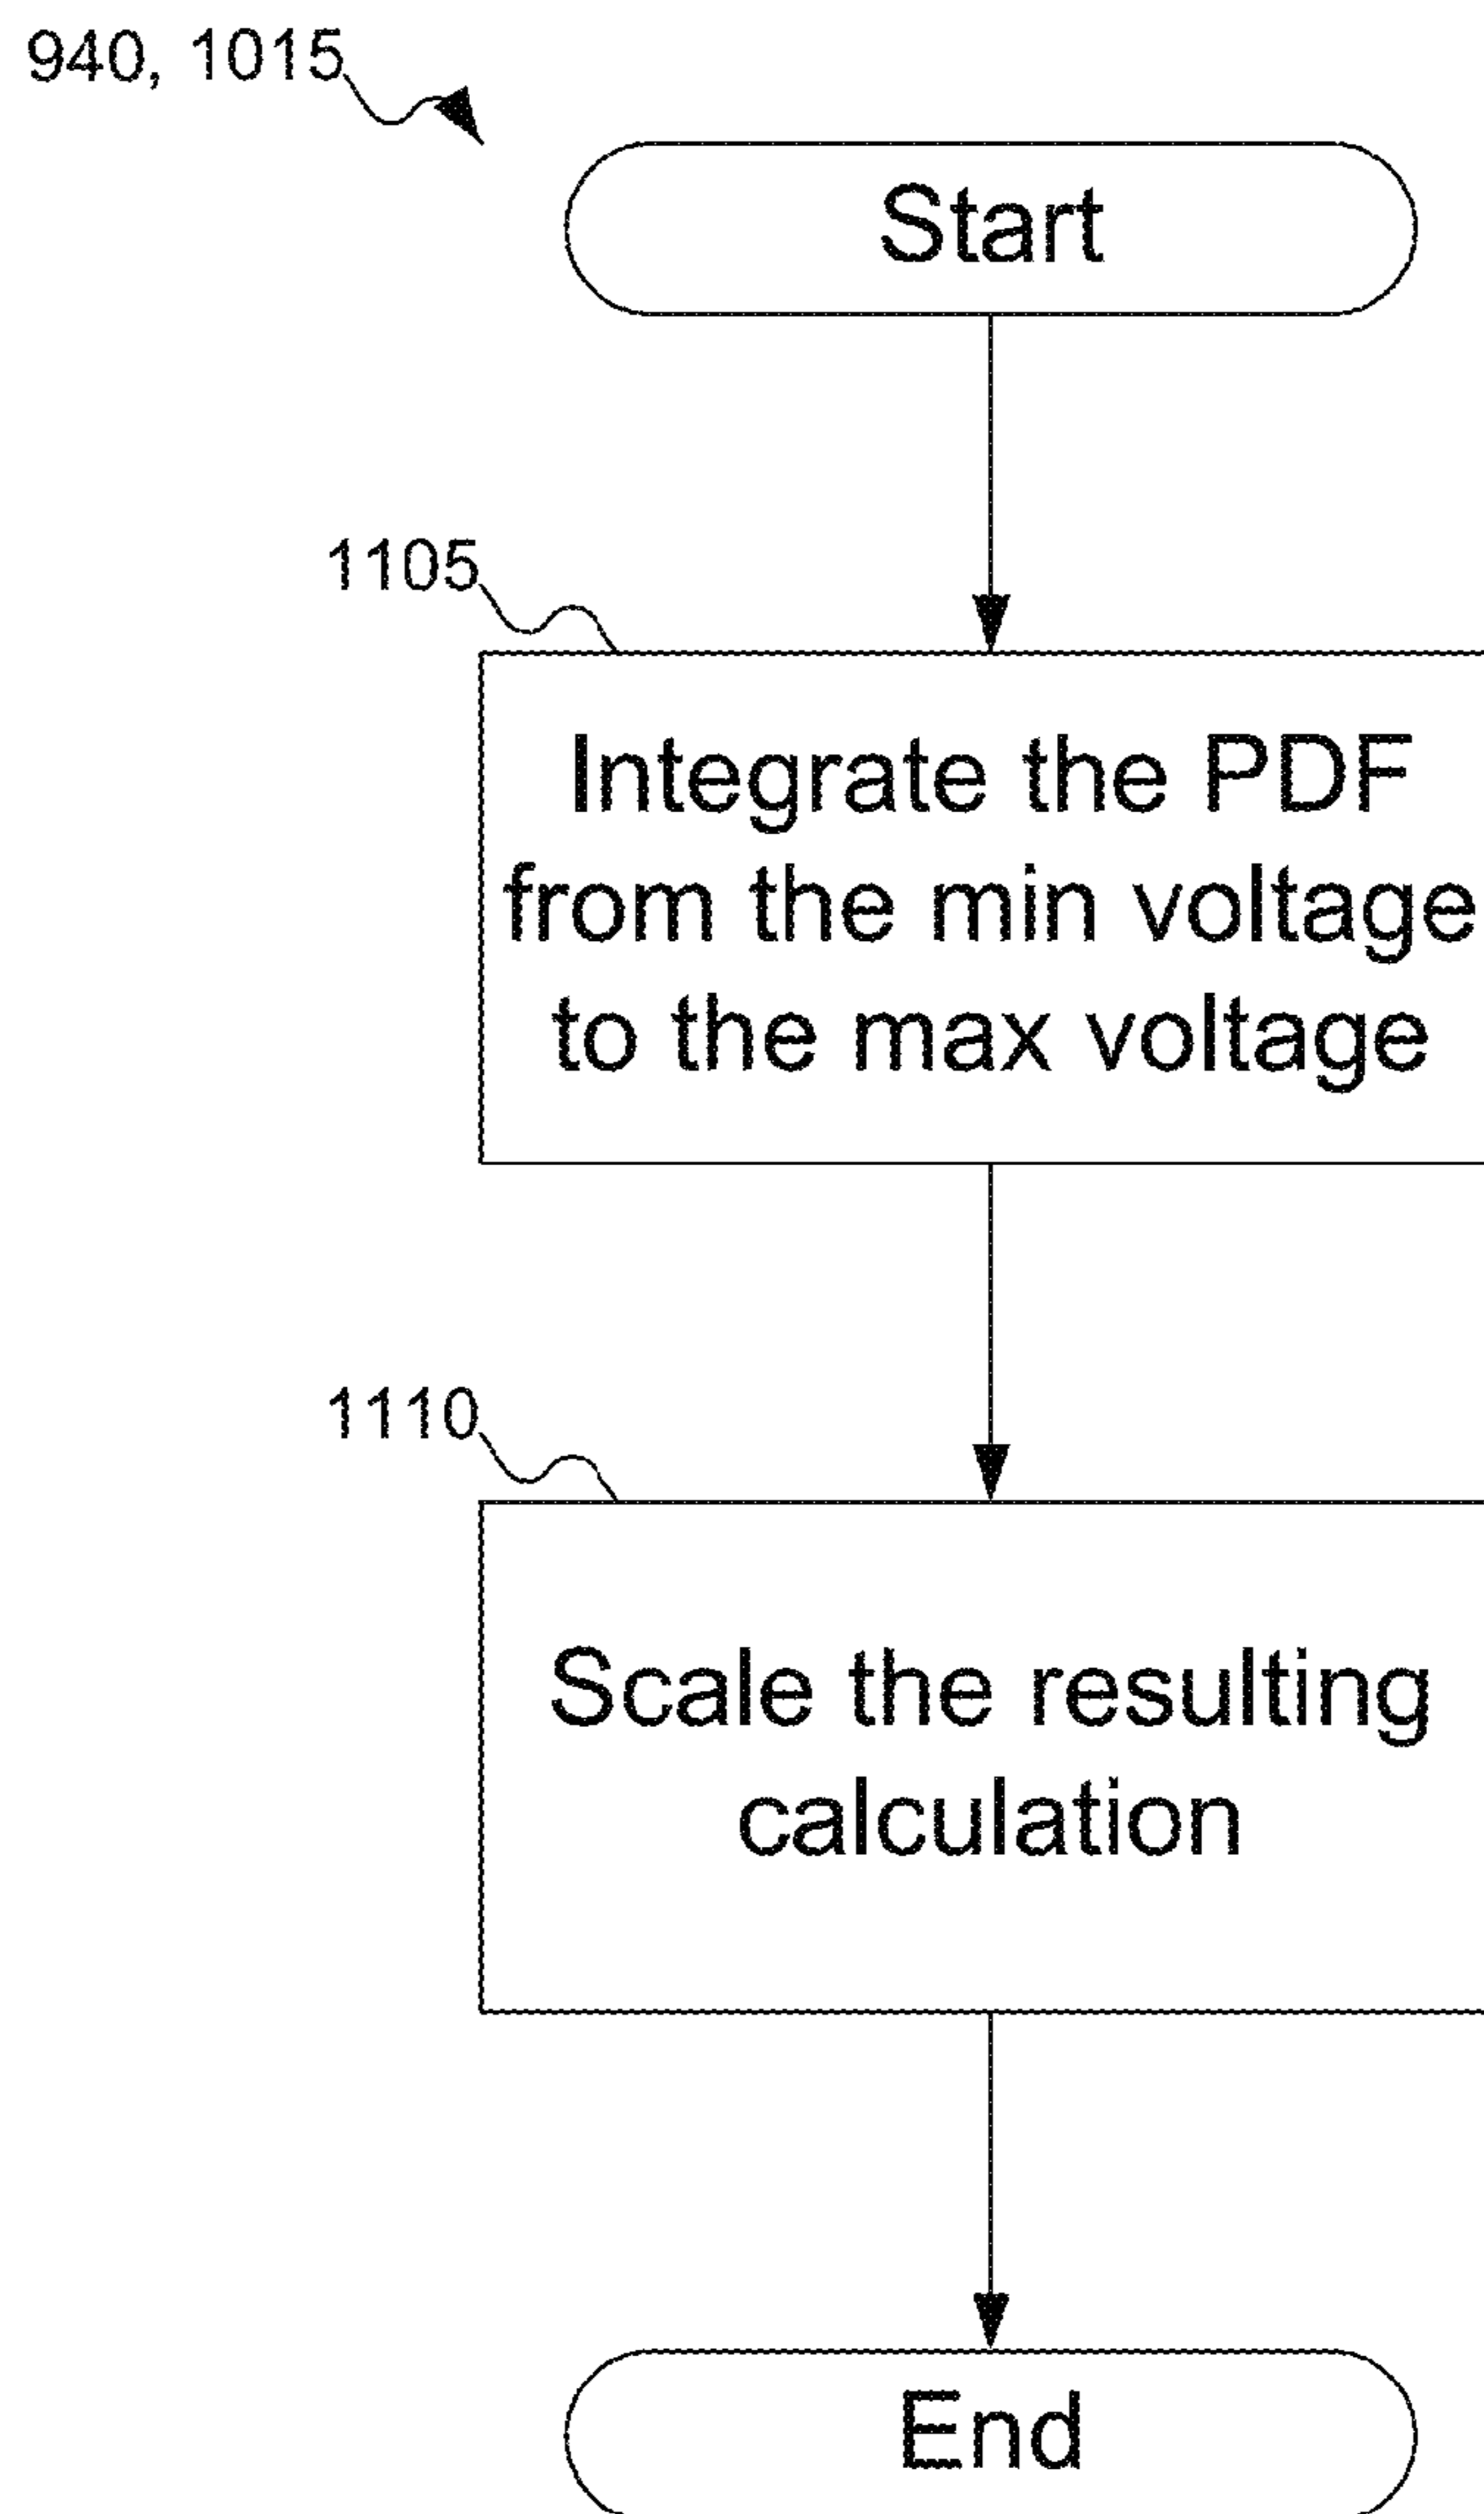 940, 1015
Start
1105
Integrate the PDF
from the min voltage
to the max voltage
1110
Scale the resulting
calculation
End